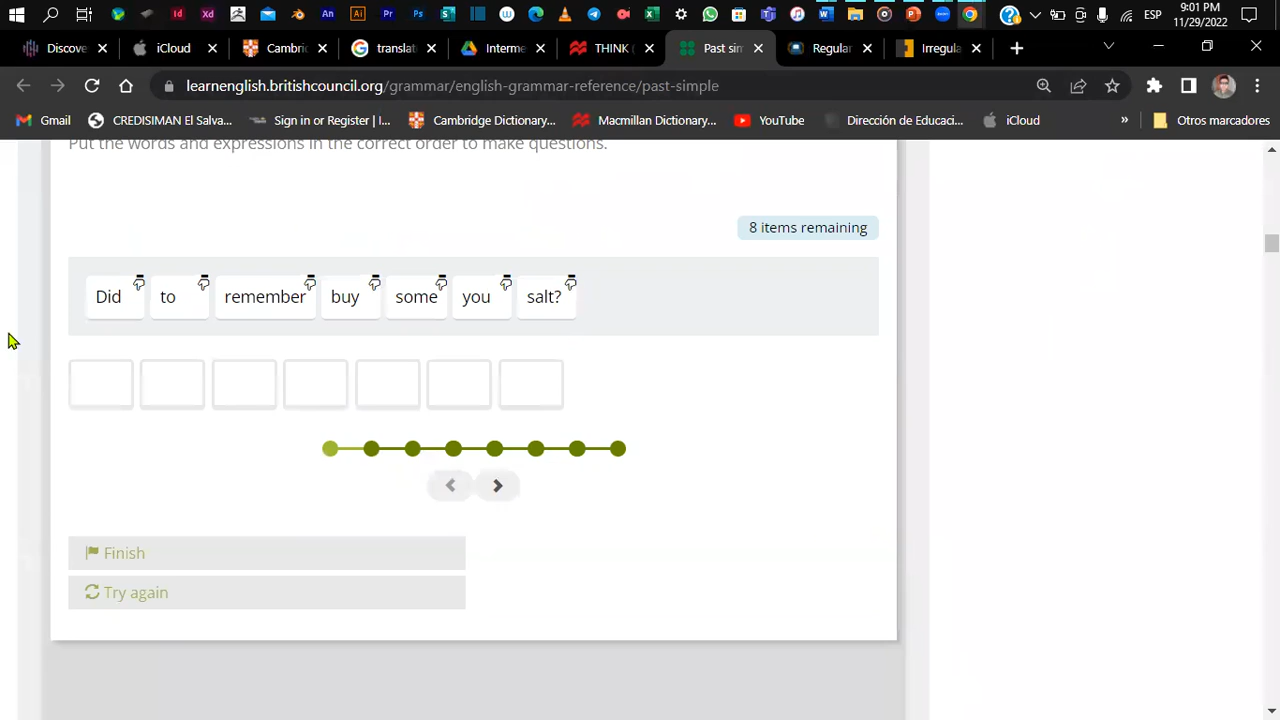 9:01 PM
ESP
11/29/2022
Discove
iCloud
Cambric
translat
Interme
THINK (
Past sim
Regular
Irregula
learnenglish.britishcouncil.org/grammar/english-grammar-reference/past-simple
Gmail
CREDISIMAN El Salva...
Sign in or Register | I...
Cambridge Dictionary...
Macmillan Dictionary...
YouTube
Dirección de Educaci...
iCloud
»
Otros marcadores
Put the words and expressions in the correct order to make questions.
8 items remaining
Did to remember buy some you salt?
Finish
Try again